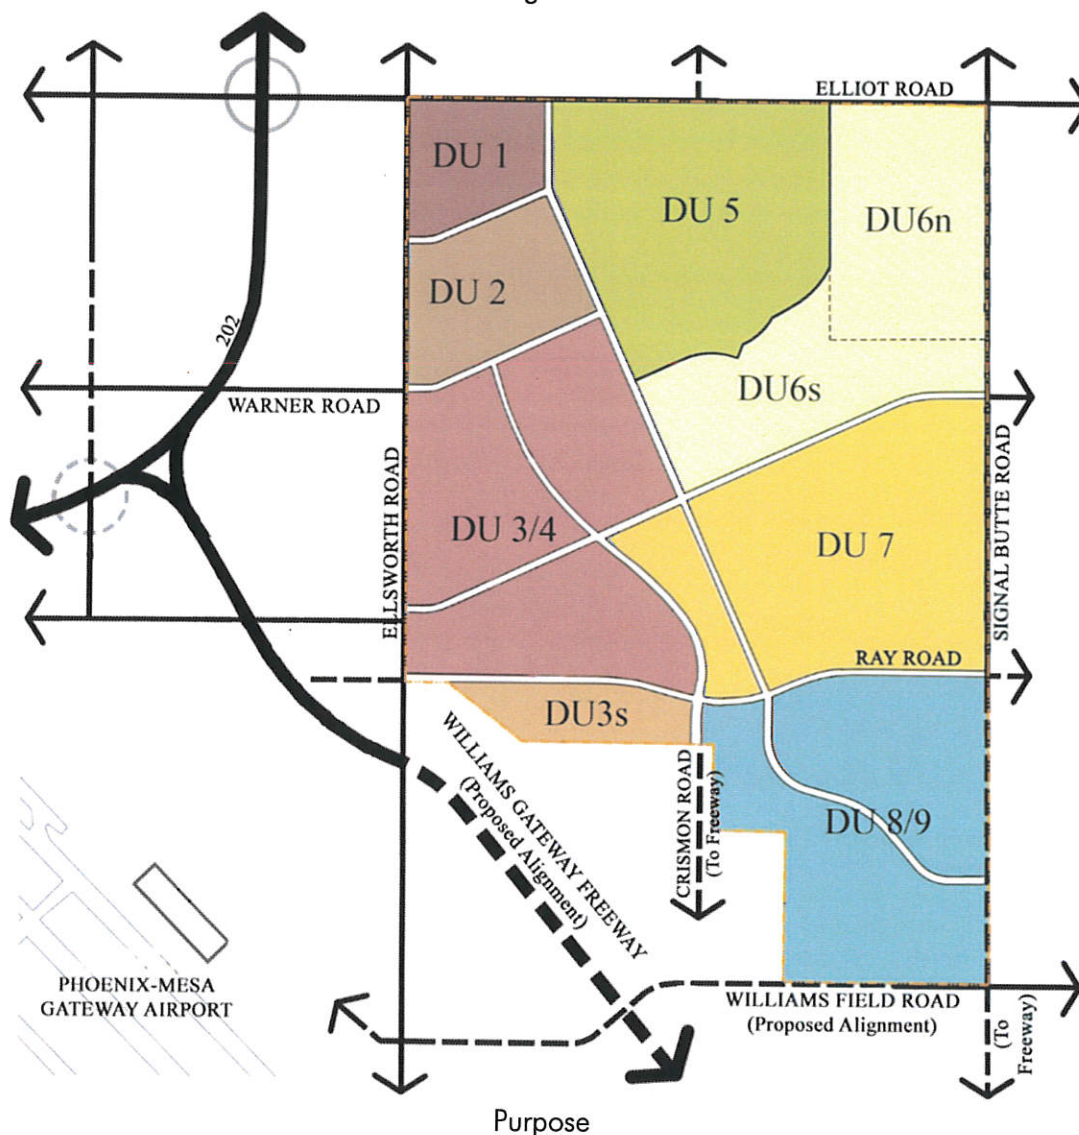 ELLIOT ROAD
DU 1
DU 5
DU6n
DU 2
202
WARNER ROAD
DU6s
ELLSWORTH ROAD
DU 3/4
DU 7
SIGNAL BUTTE ROAD
RAY ROAD
DU3s
WILLIAMS GATEWAY FREEWAY
(Proposed Alignment)
CRISMON ROAD
(To Freeway)
DU 8/9
PHOENIX-MESA
GATEWAY AIRPORT
WILLIAMS FIELD ROAD
(Proposed Alignment)
(To
Freeway)
Purpose